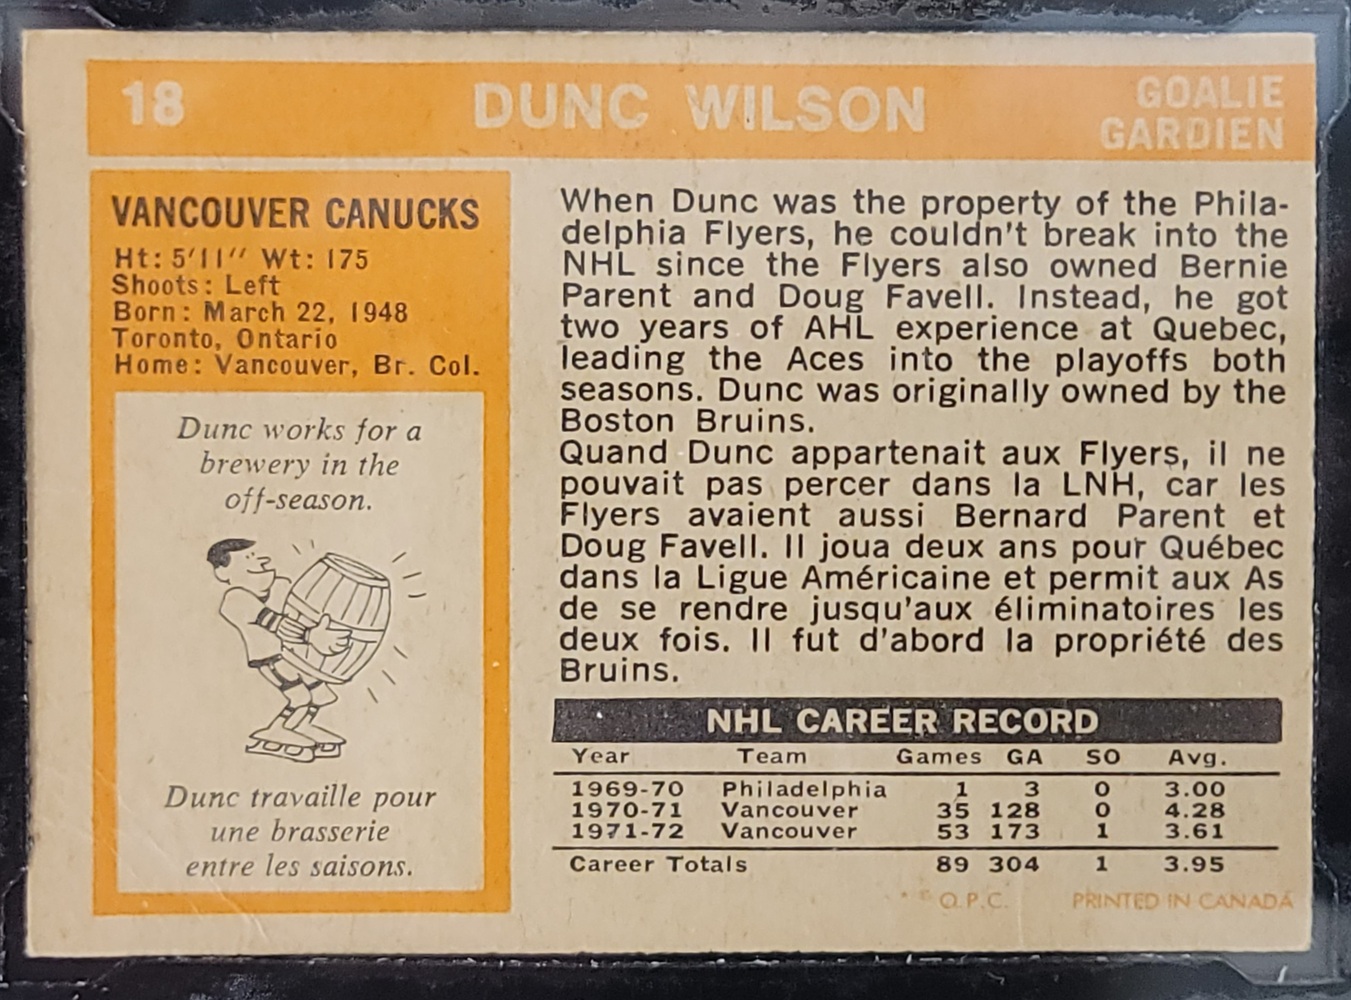 18 DUNC WILSON GOALIE
GARDIEN
VANCOUVER CANUCKS
Ht: 5'11'' Wt: 175
Shoots: Left
Born: March 22, 1948
Toronto, Ontario
Home: Vancouver, Br. Col.
Dunc works for a
brewery in the
off-season.
Dunc travaille pour
une brasserie
entre les saisons.
When Dunc was the property of the Phila-
delphia Flyers, he couldn't break into the
NHL since the Flyers also owned Bernie
Parent and Doug Favell. Instead, he got
two years of AHL experience at Quebec,
leading the Aces into the playoffs both
seasons. Dunc was originally owned by the
Boston Bruins.
Quand Dunc appartenait aux Flyers, il ne
pouvait pas percer dans la LNH, car les
Flyers avaient aussi Bernard Parent et
Doug Favell. Il joua deux ans pour Québec
dans la Ligue Américaine et permit aux As
de se rendre jusqu'aux éliminatoires les
deux fois. Il fut d'abord la propriété des
Bruins.
NHL CAREER RECORD
Year Team Games GA SO Avg.
1969-70 Philadelphia 1 3 0 3.00
1970-71 Vancouver 35 128 0 4.28
1971-72 Vancouver 53 173 1 3.61
Career Totals 89 304 1 3.95
* * O.P.C. PRINTED IN CANADA